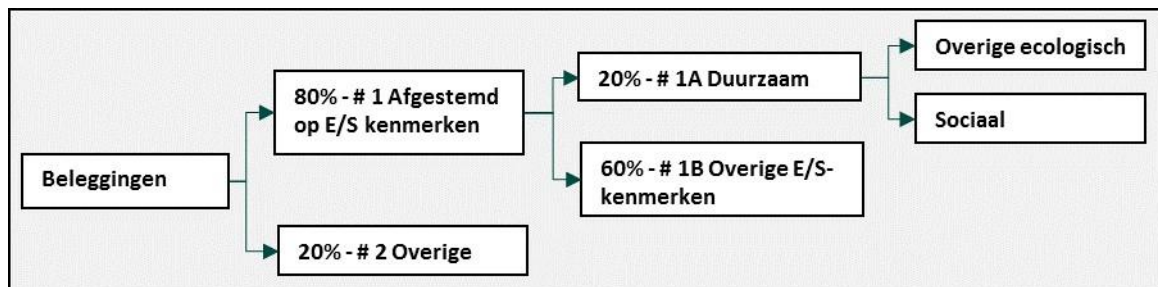 Beleggingen
80% - # 1 Afgestemd
op E/S kenmerken
20% - # 2 Overige
20% - # 1A Duurzaam
60% - # 1B Overige E/S-
kenmerken
Overige ecologisch
Sociaal